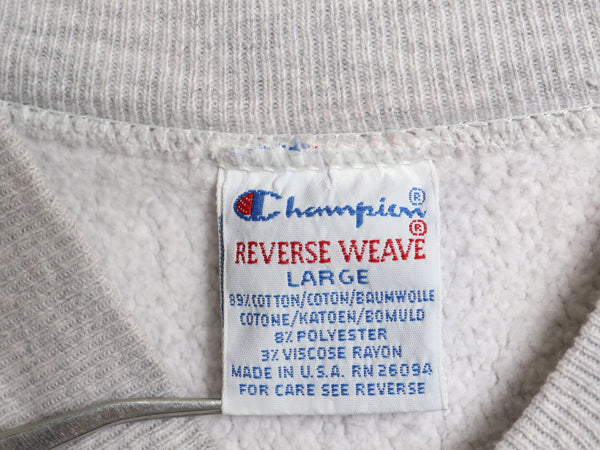 Champion®
REVERSE WEAVE®
LARGE
89% COTTON/COTON/BAUMWOLLE
COTONE/KATOEN/BOMULD
8% POLYESTER
3% VISCOSE RAYON
MADE IN U.S.A. RN 26094
FOR CARE SEE REVERSE